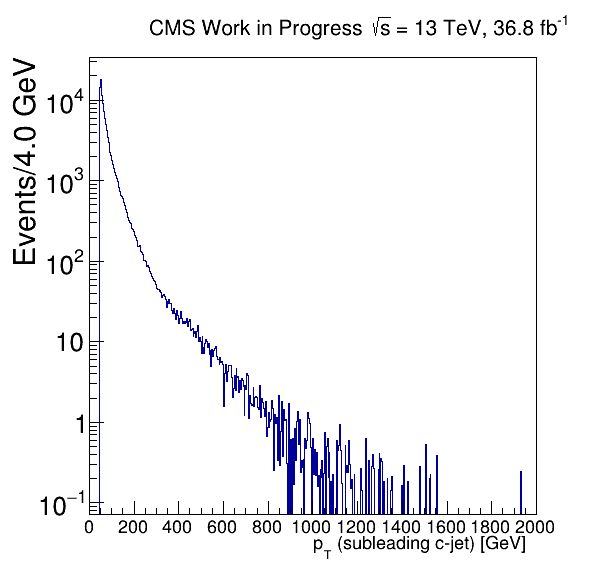 CMS Work in Progress √s = 13 TeV, 36.8 fb⁻¹
Events/4.0 GeV
10⁴
10³
10²
10
1
10⁻¹
0 200 400 600 800 1000 1200 1400 1600 1800 2000
p_T (subleading c-jet) [GeV]